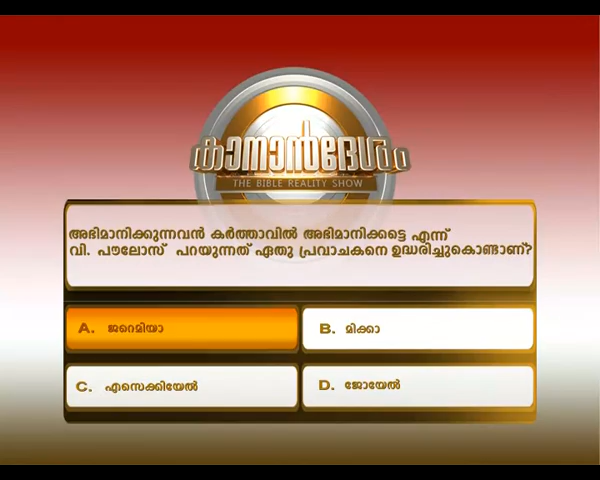 കാനാൻദേശം
THE BIBLE REALITY SHOW
അഭിമാനിക്കുന്നവൻ കർത്താവിൽ അഭിമാനിക്കട്ടെ എന്ന്
വി. പൗലോസ് പറയുന്നത് ഏതു പ്രവാചകനെ ഉദ്ധരിച്ചുകൊണ്ടാണ്?
A. ജറെമിയാ
B. മിക്കാ
C. എസെക്കിയേൽ
D. ജോയേൽ